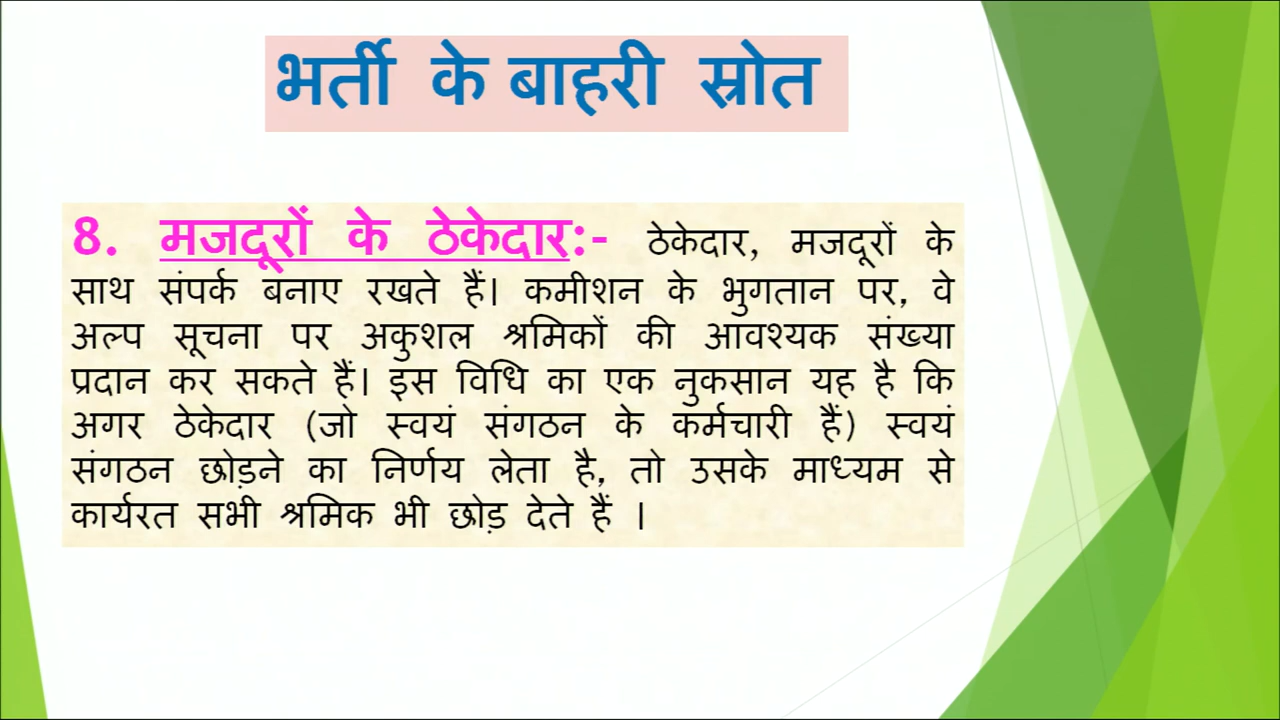 भर्ती के बाहरी स्रोत
8. मजदूरों के ठेकेदार:- ठेकेदार, मजदूरों के
साथ संपर्क बनाए रखते हैं। कमीशन के भुगतान पर, वे
अल्प सूचना पर अकुशल श्रमिकों की आवश्यक संख्या
प्रदान कर सकते हैं। इस विधि का एक नुकसान यह है कि
अगर ठेकेदार (जो स्वयं संगठन के कर्मचारी हैं) स्वयं
संगठन छोड़ने का निर्णय लेता है, तो उसके माध्यम से
कार्यरत सभी श्रमिक भी छोड़ देते हैं ।